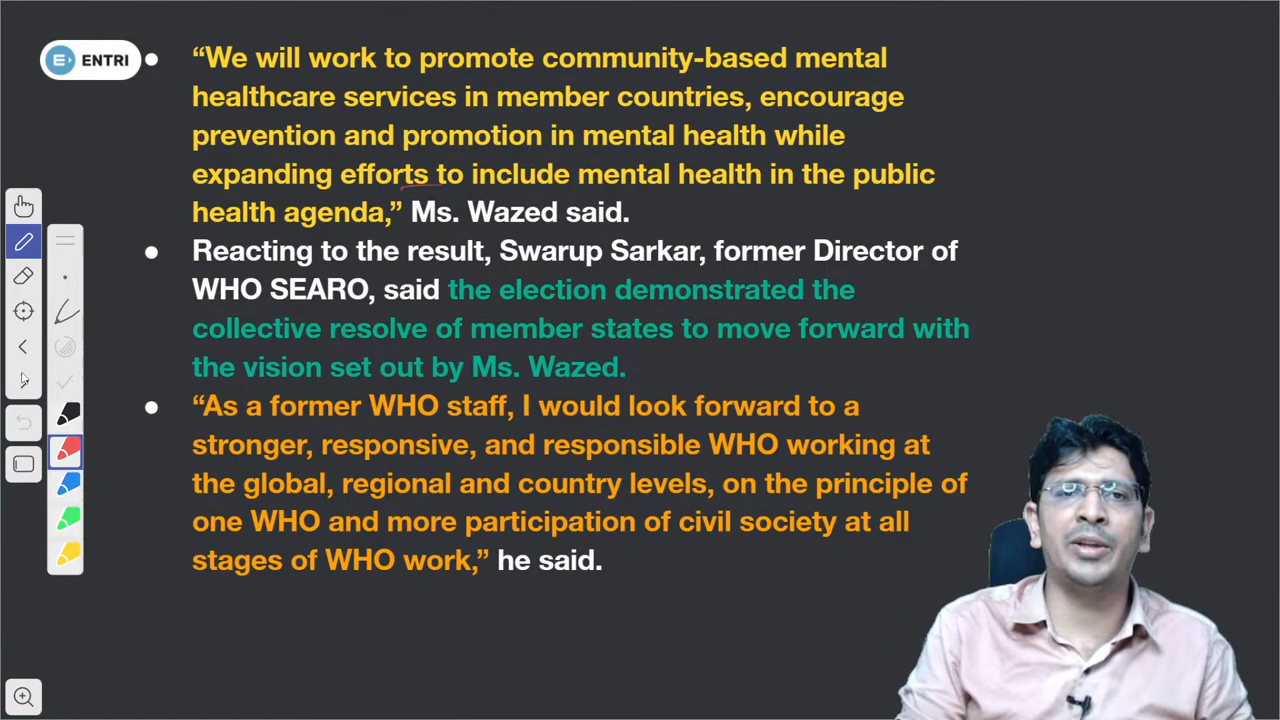 ENTRI
“We will work to promote community-based mental
healthcare services in member countries, encourage
prevention and promotion in mental health while
expanding efforts to include mental health in the public
health agenda,” Ms. Wazed said.
Reacting to the result, Swarup Sarkar, former Director of
WHO SEARO, said the election demonstrated the
collective resolve of member states to move forward with
the vision set out by Ms. Wazed.
“As a former WHO staff, I would look forward to a
stronger, responsive, and responsible WHO working at
the global, regional and country levels, on the principle of
one WHO and more participation of civil society at all
stages of WHO work,” he said.